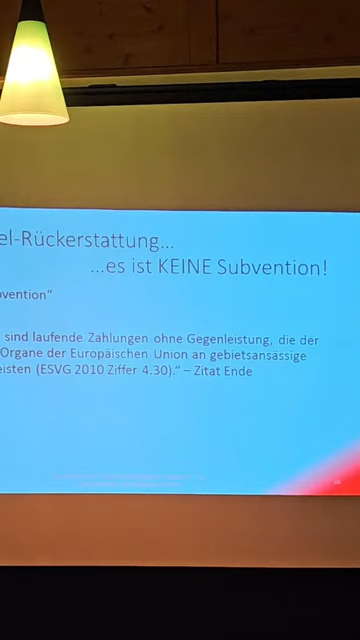 el-Rückerstattung...
...es ist KEINE Subvention!
vention“
sind laufende Zahlungen ohne Gegenleistung, die der
Organe der Europäischen Union an gebietsansässige
eisten (ESVG 2010 Ziffer 4.30).“ – Zitat Ende